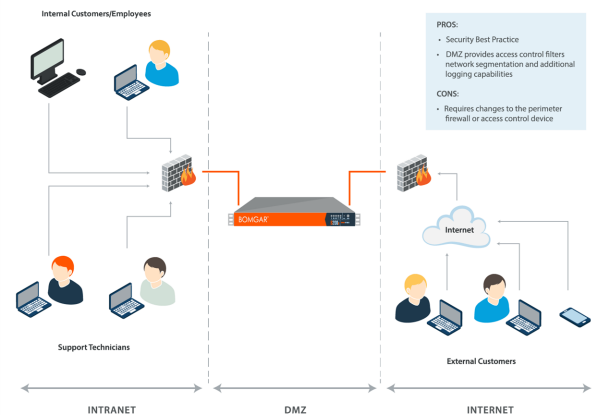 Internal Customers/Employees
PROS:
• Security Best Practice
• DMZ provides access control filters
network segmentation and additional
logging capabilities
CONS:
• Requires changes to the perimeter
firewall or access control device
BOMGAR
Internet
Support Technicians
External Customers
INTRANET
DMZ
INTERNET